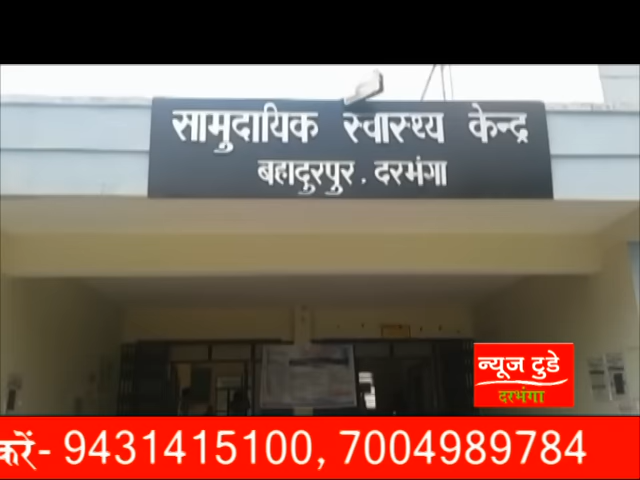 सामुदायिक स्वास्थ्य केन्द्र
बहादुरपुर, दरभंगा
न्यूज टुडे
दरभंगा
करें- 9431415100, 7004989784